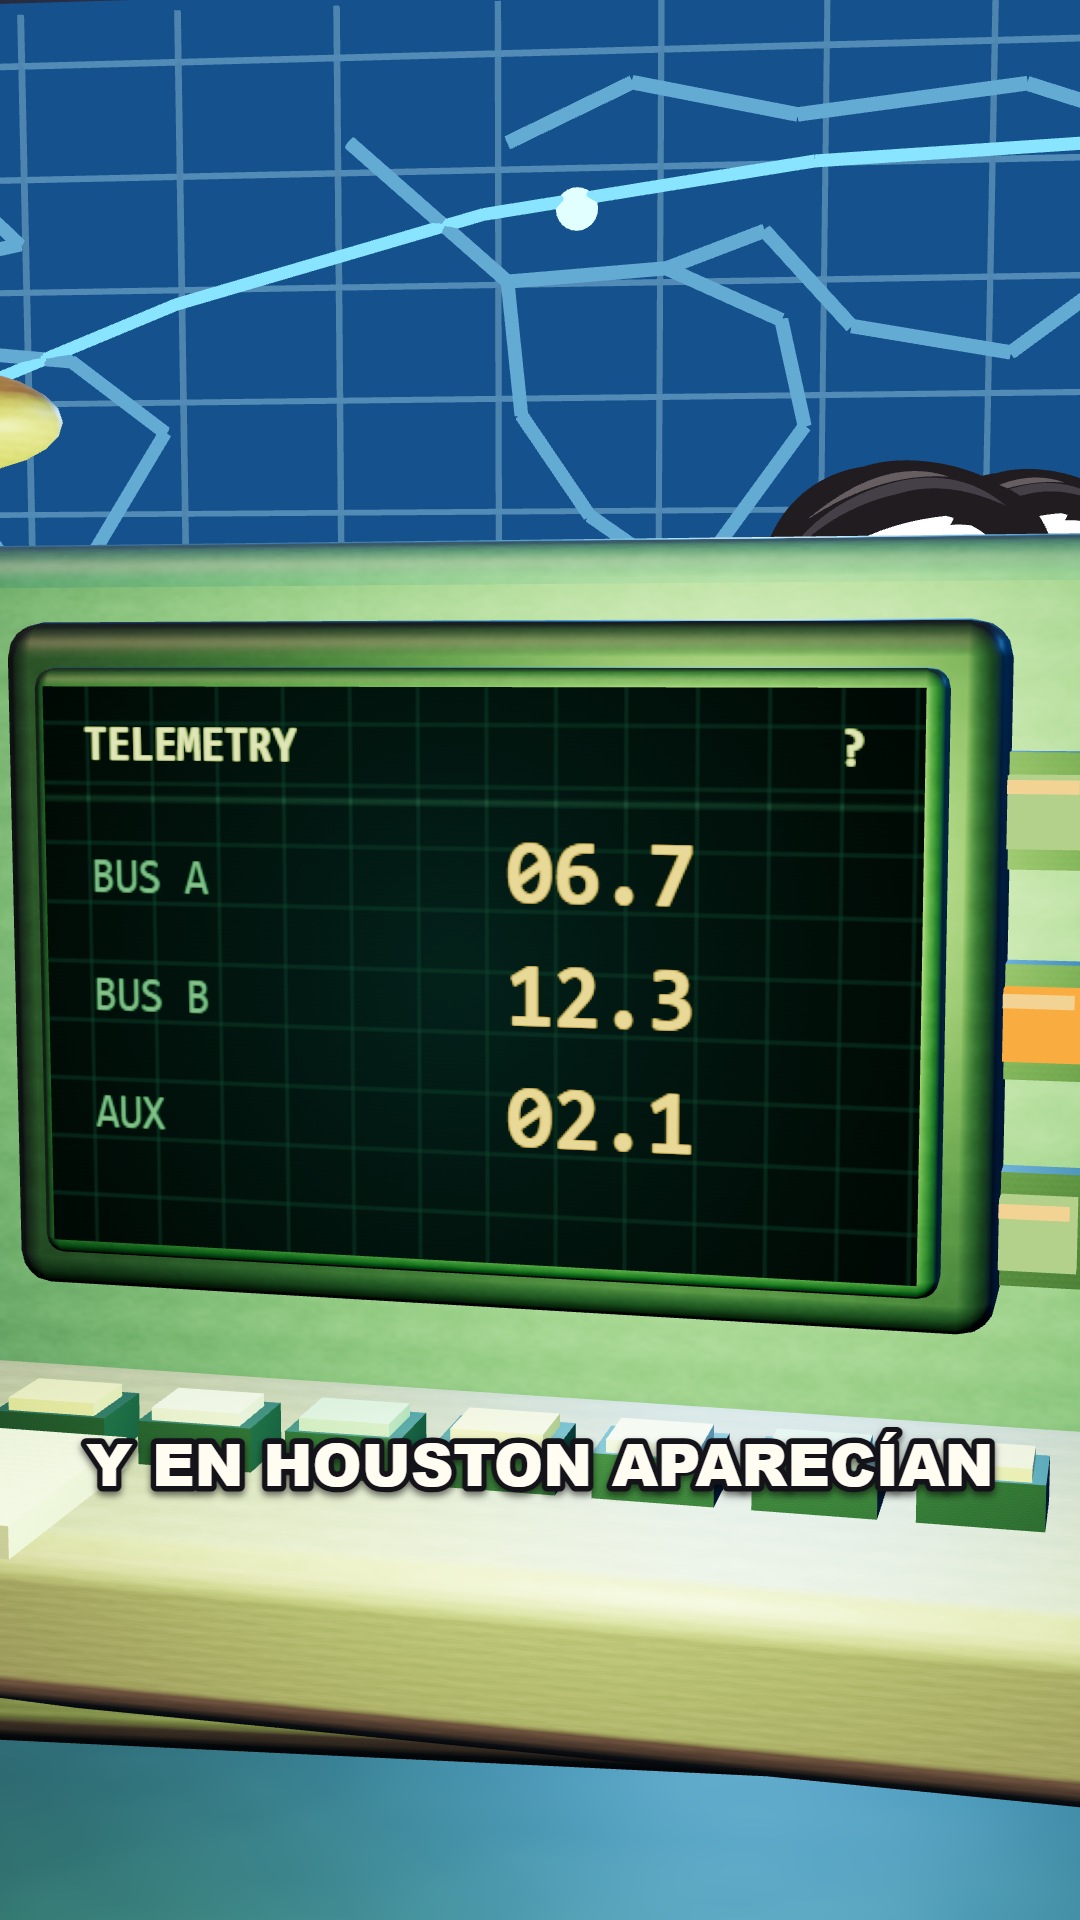 TELEMETRY ?
BUS A 06.7
BUS B 12.3
AUX 02.1
Y EN HOUSTON APARECÍAN